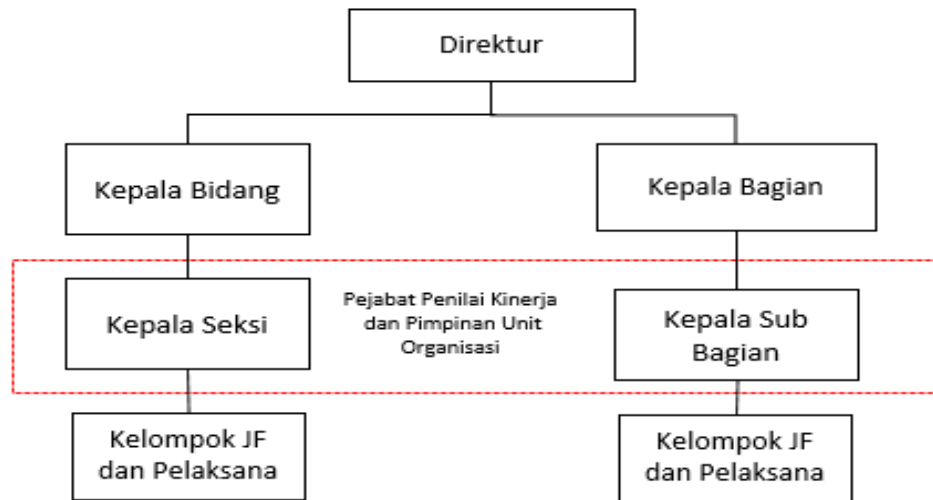 Direktur
Kepala Bidang
Kepala Bagian
Kepala Seksi
Pejabat Penilai Kinerja
dan Pimpinan Unit
Organisasi
Kepala Sub
Bagian
Kelompok JF
dan Pelaksana
Kelompok JF
dan Pelaksana